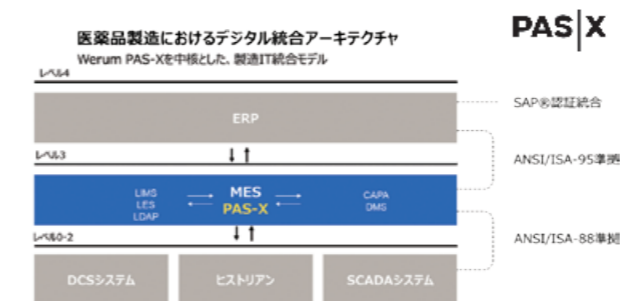 医薬品製造におけるデジタル統合アーキテクチャ
PAS|X
Werum PAS-Xを中核とした、製造IT統合モデル
レベル4
ERP
SAP®認証統合
レベル3
ANSI/ISA-95準拠
LIMS
LES
LDAP
MES
PAS-X
CAPA
DMS
レベル0-2
ANSI/ISA-88準拠
DCSシステム
ヒストリアン
SCADAシステム